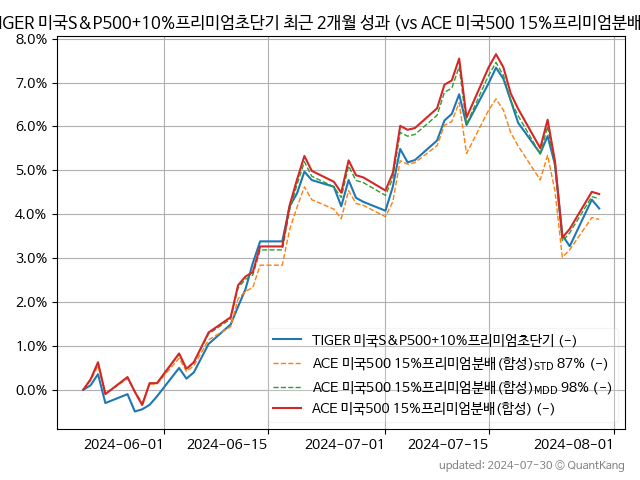 TIGER 미국S&P500+10%프리미엄초단기 최근 2개월 성과 (vs ACE 미국500 15%프리미엄분배
8.0%
7.0%
6.0%
5.0%
4.0%
3.0%
2.0%
1.0%
0.0%
TIGER 미국S&P500+10%프리미엄초단기 (-)
ACE 미국500 15%프리미엄분배(합성)STD 87% (-)
ACE 미국500 15%프리미엄분배(합성)MDD 98% (-)
ACE 미국500 15%프리미엄분배(합성) (-)
2024-06-01 2024-06-15 2024-07-01 2024-07-15 2024-08-01
updated: 2024-07-30 © QuantKang